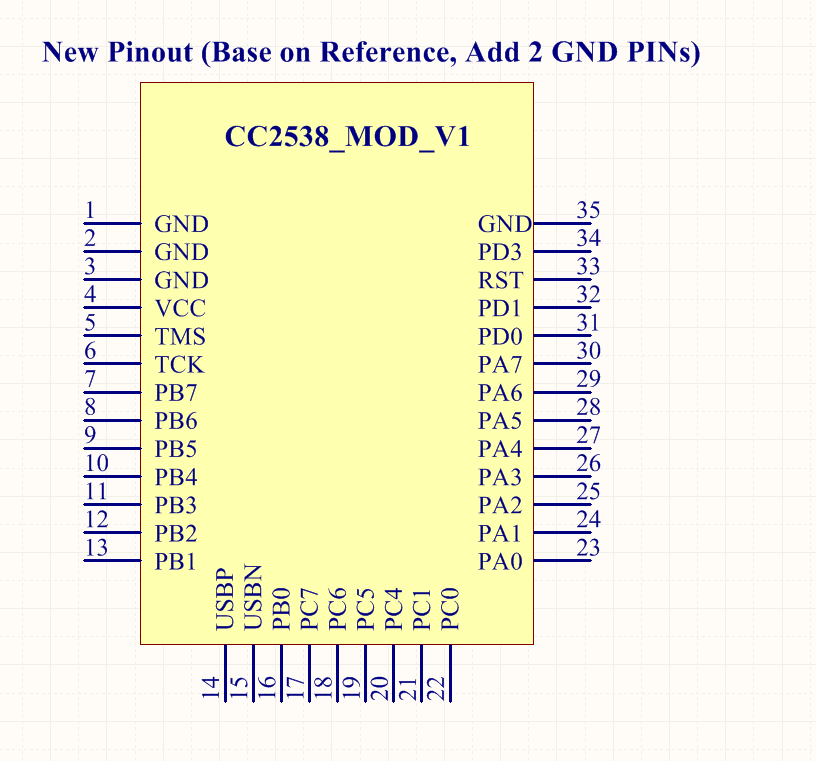 New Pinout (Base on Reference, Add 2 GND PINs)
CC2538_MOD_V1
1 GND GND 35
2 GND PD3 34
3 GND RST 33
4 VCC PD1 32
5 TMS PD0 31
6 TCK PA7 30
7 PB7 PA6 29
8 PB6 PA5 28
9 PB5 PA4 27
10 PB4 PA3 26
11 PB3 PA2 25
12 PB2 PA1 24
13 PB1 PA0 23
USBP USBN PB0 PC7 PC6 PC5 PC4 PC1 PC0
14 15 16 17 18 19 20 21 22